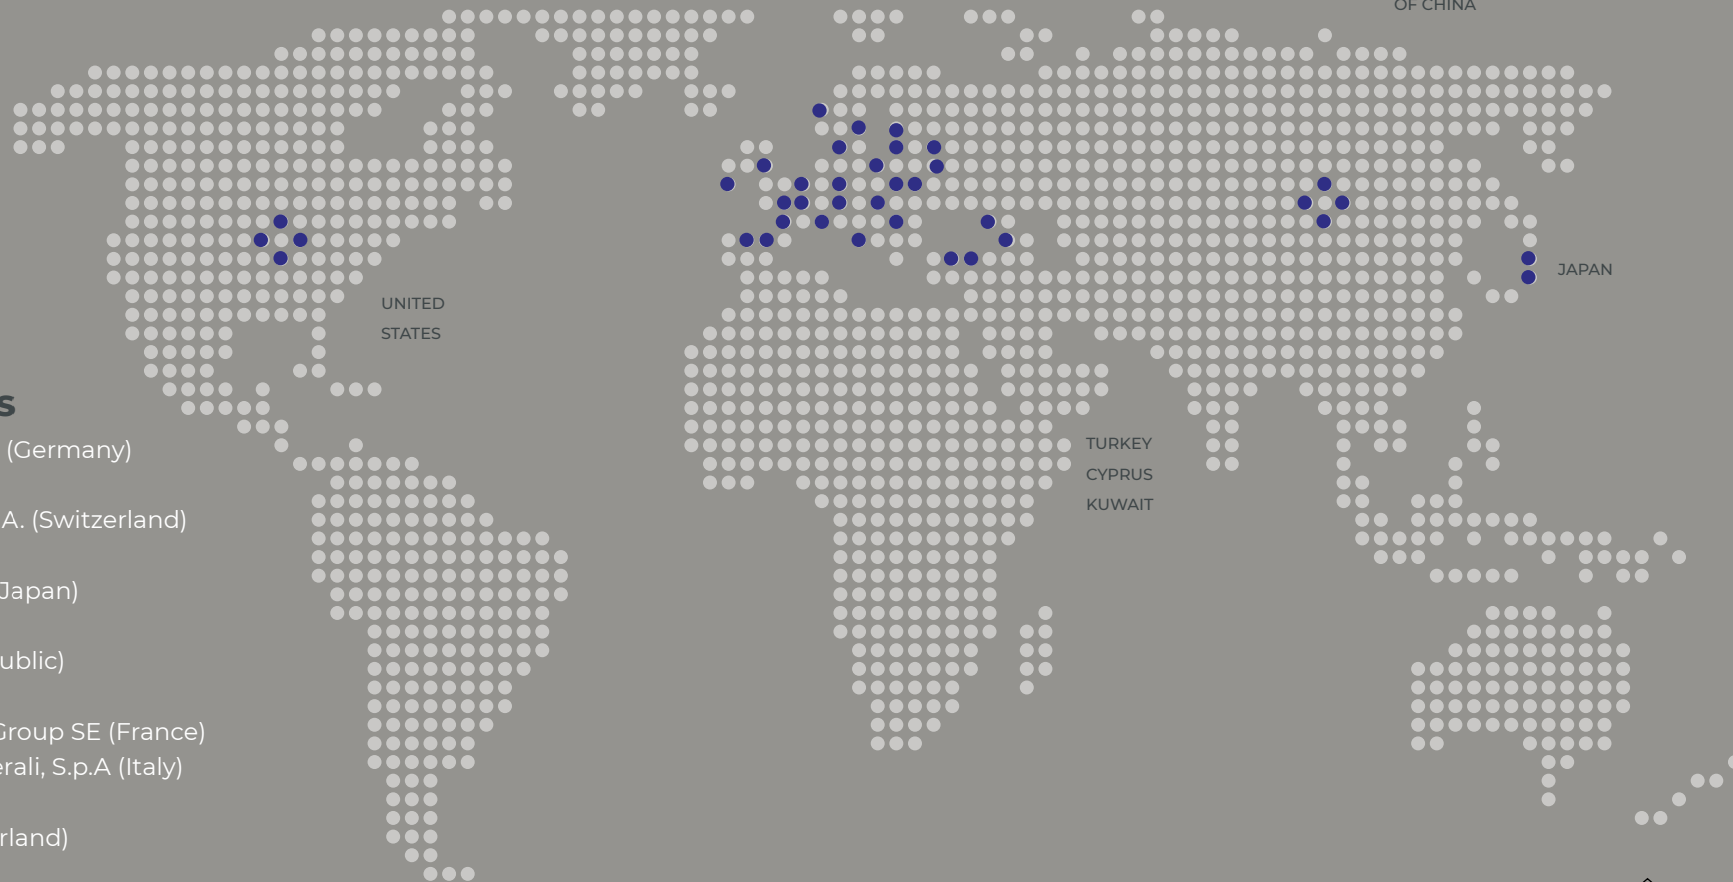 OF CHINA
JAPAN
UNITED
STATES
s
(Germany)
TURKEY
CYPRUS
KUWAIT
A. (Switzerland)
Japan)
ublic)
Group SE (France)
erali, S.p.A (Italy)
rland)